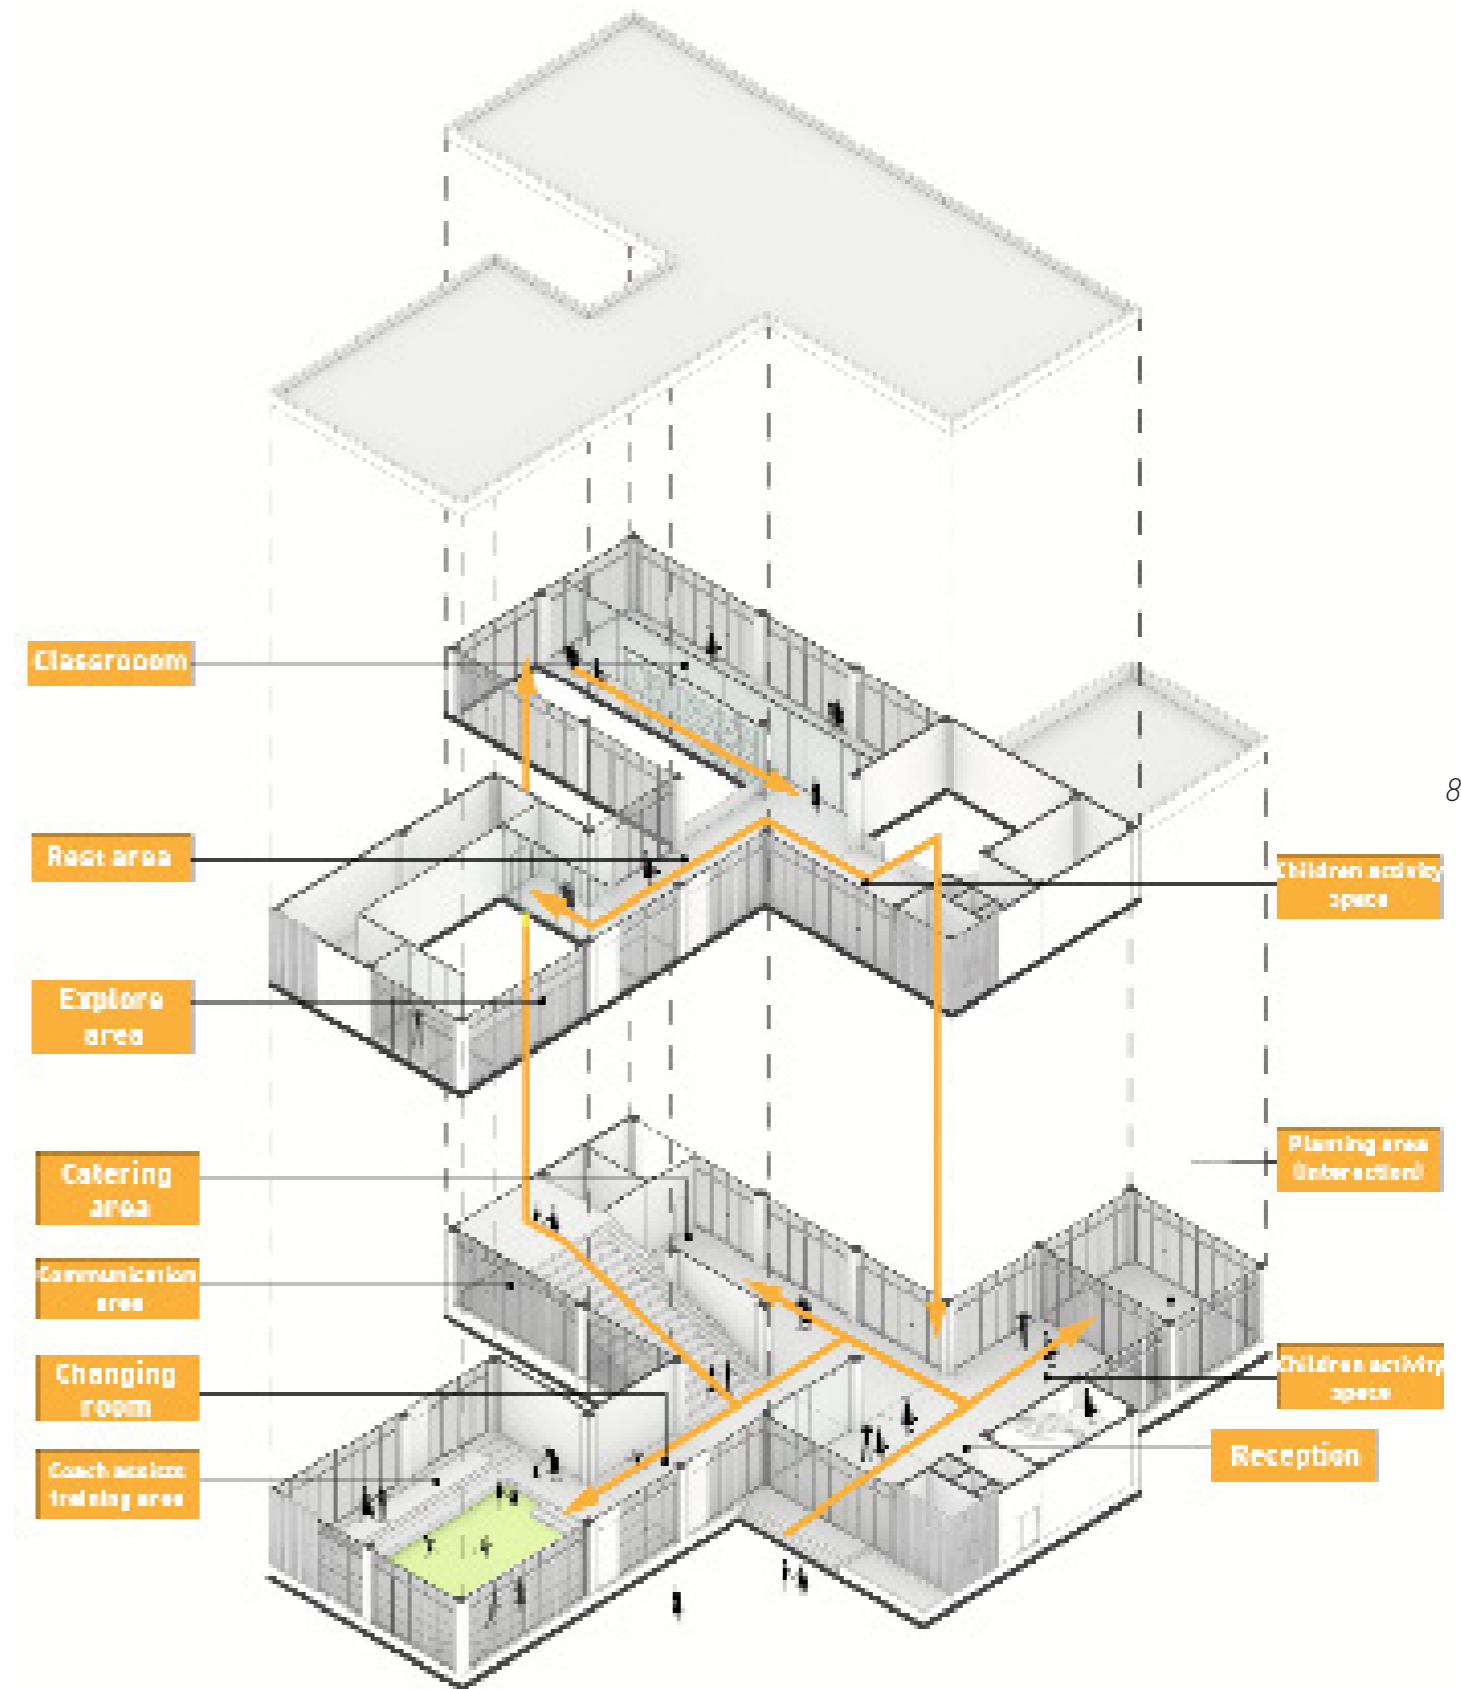 Classrooom
8
Rest area
Children activity
space
Explore
area
Planning area
(interaction)
Catering
area
Communication
area
Changing
room
Children activity
space
Reception
Coach assists
training area